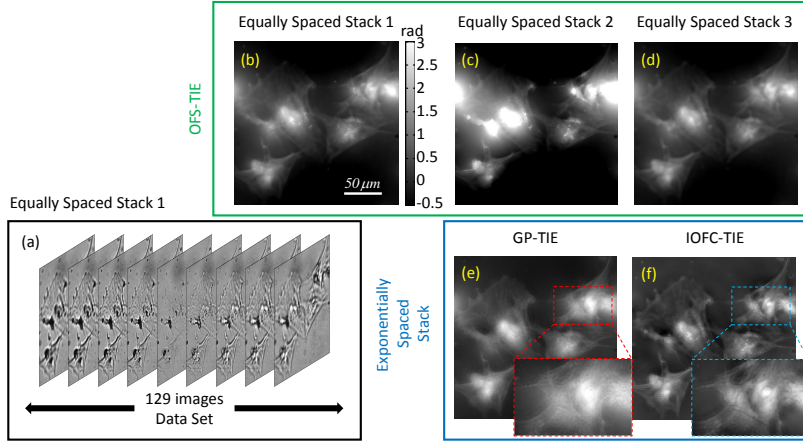 Equally Spaced Stack 1
Equally Spaced Stack 2
Equally Spaced Stack 3
OFS-TIE
(b)
rad
3
2.5
2
1.5
1
0.5
0
-0.5
50 μm
(c)
(d)
Equally Spaced Stack 1
(a)
129 images
Data Set
Exponentially
Spaced
Stack
GP-TIE
IOFC-TIE
(e)
(f)